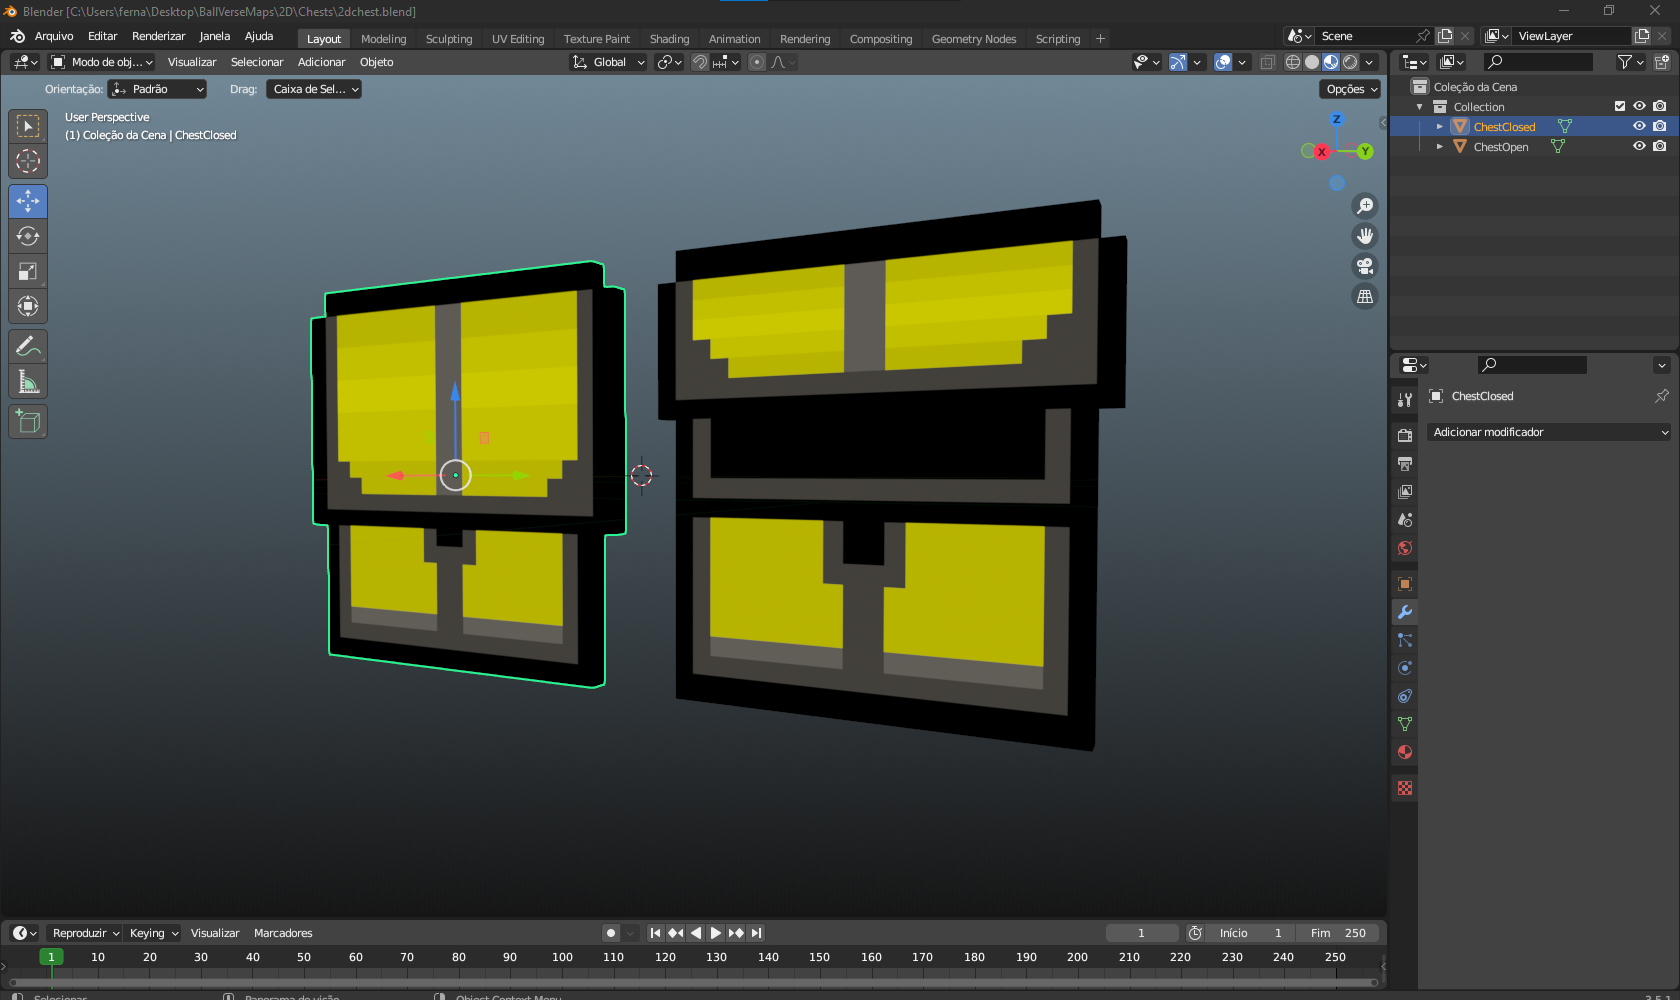 Blender [C:\Users\ferna\Desktop\BallVerseMaps\2D\Chests\2dchest.blend]
Arquivo Editar Renderizar Janela Ajuda Layout Modeling Sculpting UV Editing Texture Paint Shading Animation Rendering Compositing Geometry Nodes Scripting + Scene ViewLayer
Modo de obj... Visualizar Selecionar Adicionar Objeto Global
Orientação: Padrão Drag: Caixa de Sel... Opções
User Perspective
(1) Coleção da Cena | ChestClosed
Z
X
Y
Coleção da Cena
Collection
ChestClosed
ChestOpen
ChestClosed
Adicionar modificador
Reproduzir Keying Visualizar Marcadores 1 Início 1 Fim 250
1 10 20 30 40 50 60 70 80 90 100 110 120 130 140 150 160 170 180 190 200 210 220 230 240 250
Selecionar Panorama de visão Object Context Menu 3.5.1